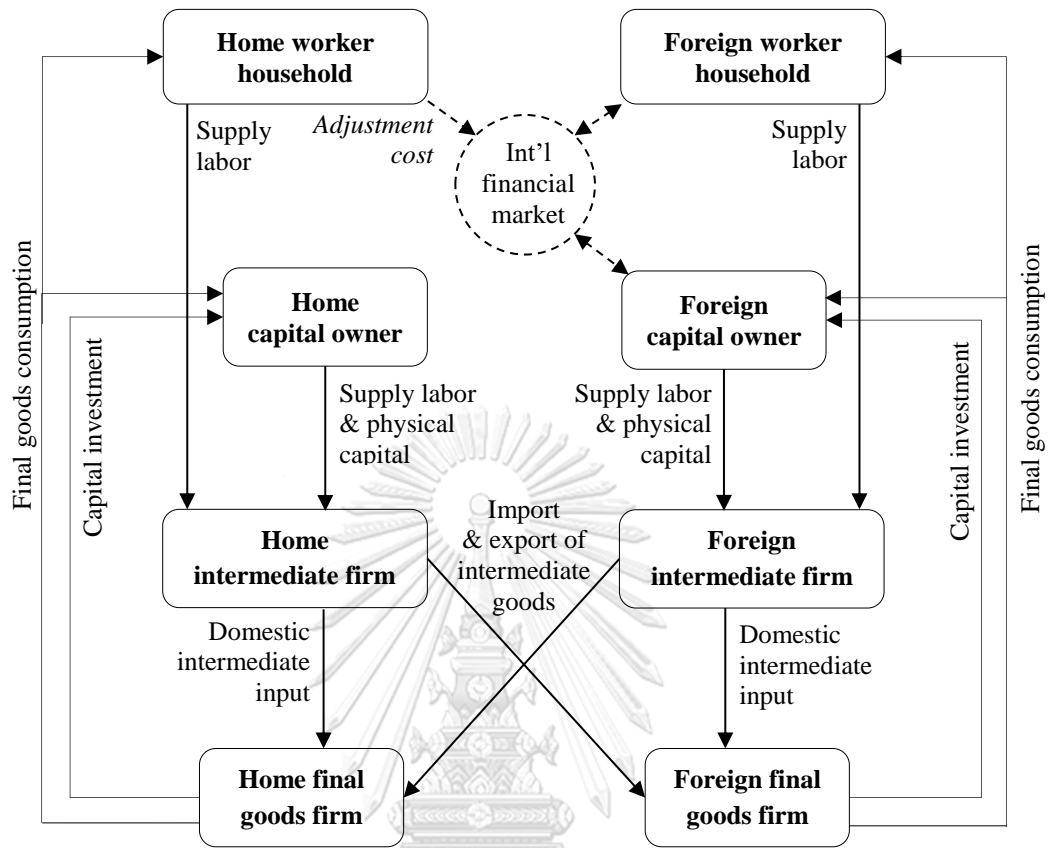 Home worker
household
Foreign worker
household
Supply
labor
Adjustment
cost
Int'l
financial
market
Supply
labor
Final goods consumption
Capital investment
Home
capital owner
Foreign
capital owner
Capital investment
Final goods consumption
Supply labor
& physical
capital
Supply labor
& physical
capital
Home
intermediate firm
Import
& export of
intermediate
goods
Foreign
intermediate firm
Domestic
intermediate
input
Domestic
intermediate
input
Home final
goods firm
Foreign final
goods firm